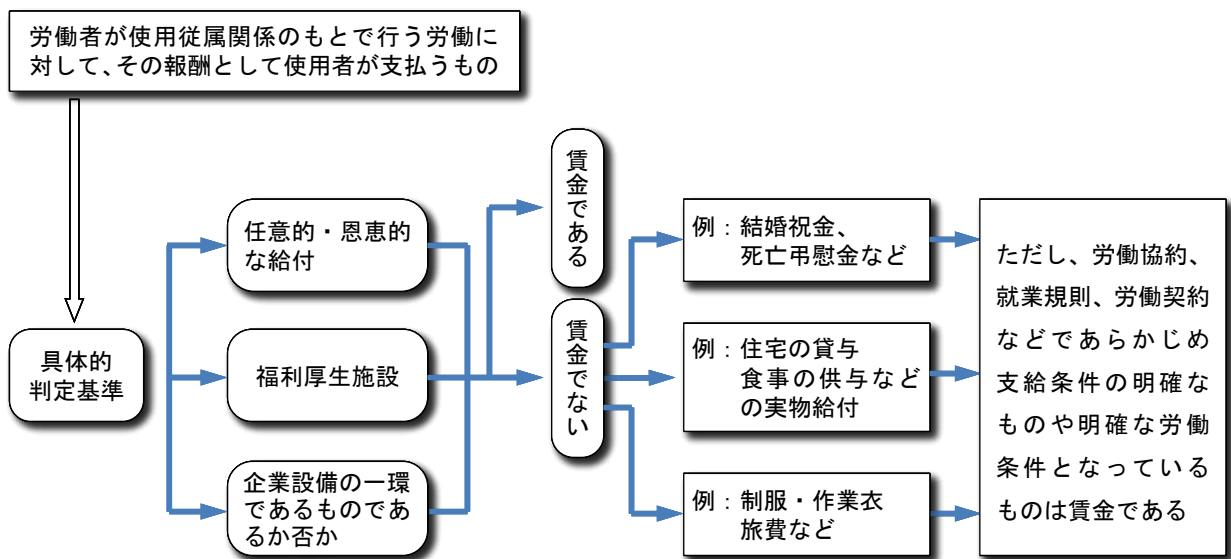 労働者が使用従属関係のもとで行う労働に
対して、その報酬として使用者が支払うもの
具体的
判定基準
任意的・恩恵的
な給付
福利厚生施設
企業設備の一環
であるものであ
るか否か
賃金である
賃金でない
例：結婚祝金、
死亡弔慰金など
例：住宅の貸与
食事の供与など
の実物給付
例：制服・作業衣
旅費など
ただし、労働協約、
就業規則、労働契約
などであらかじめ
支給条件の明確な
ものや明確な労働
条件となっている
ものは賃金である